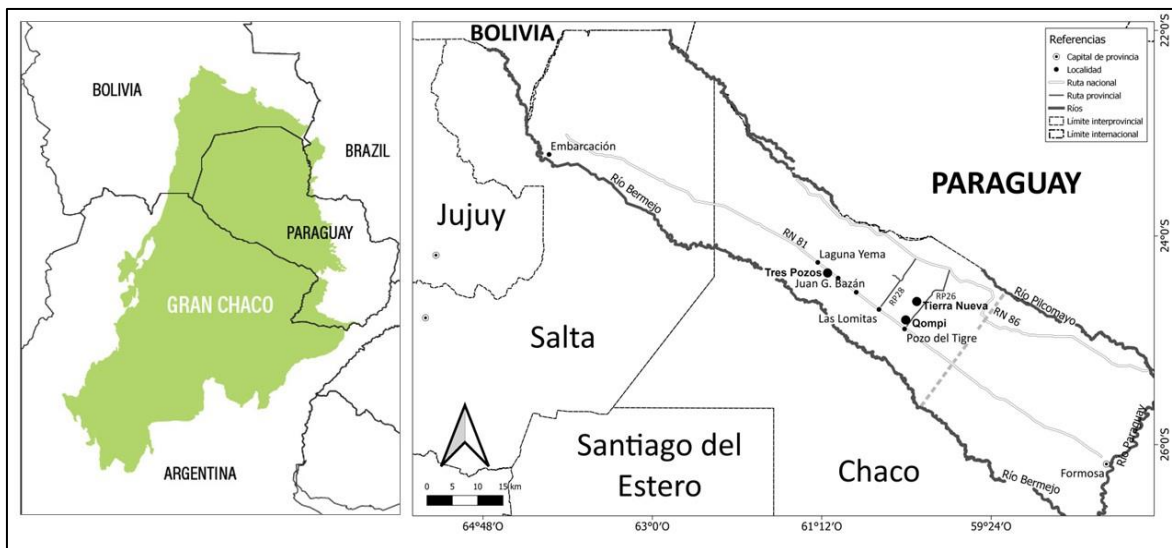 BOLIVIA
BRAZIL
PARAGUAY
GRAN CHACO
ARGENTINA
BOLIVIA
Referencias
Capital de provincia
Localidad
Ruta nacional
Ruta provincial
Ríos
Límite interprovincial
Límite internacional
22°0'S
Embarcación
Río Bermejo
PARAGUAY
Jujuy
24°0'S
RN 81
Laguna Yema
Tres Pozos
Juan G. Bazán
RP28
RP26
Río Pilcomayo
Tierra Nueva
Las Lomitas
Qompi
RN 86
Pozo del Tigre
Salta
Santiago del
Estero
Chaco
Río Bermejo
Formosa
Río Paraguay
26°0'S
0 5 10 15 km
64°48'O
63°0'O
61°12'O
59°24'O